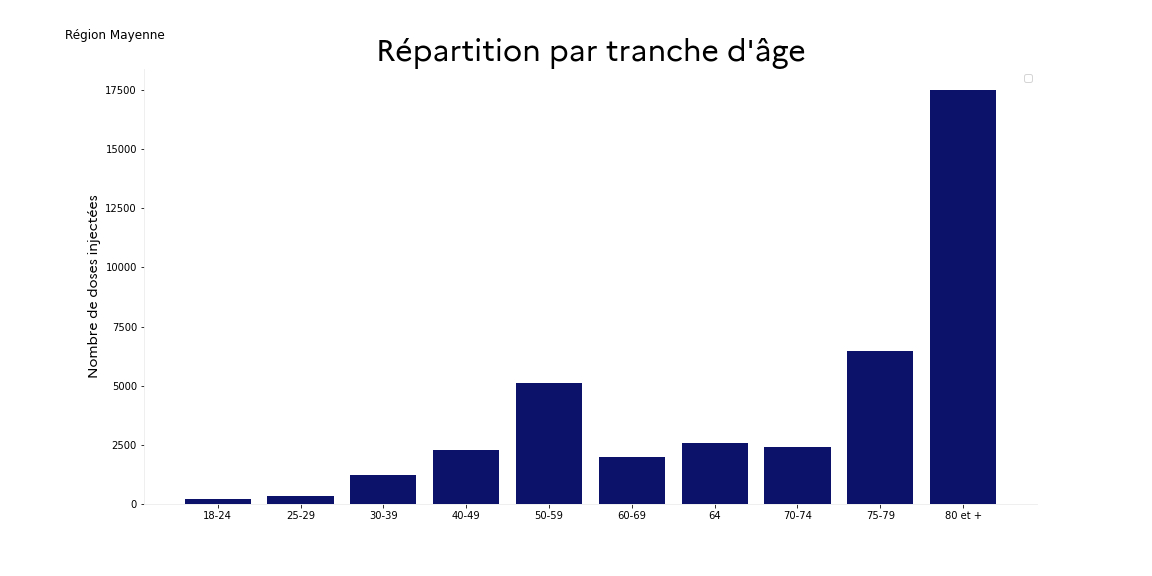 Région Mayenne
Répartition par tranche d'âge
Nombre de doses injectées
17500
15000
12500
10000
7500
5000
2500
0
18-24 25-29 30-39 40-49 50-59 60-69 64 70-74 75-79 80 et +